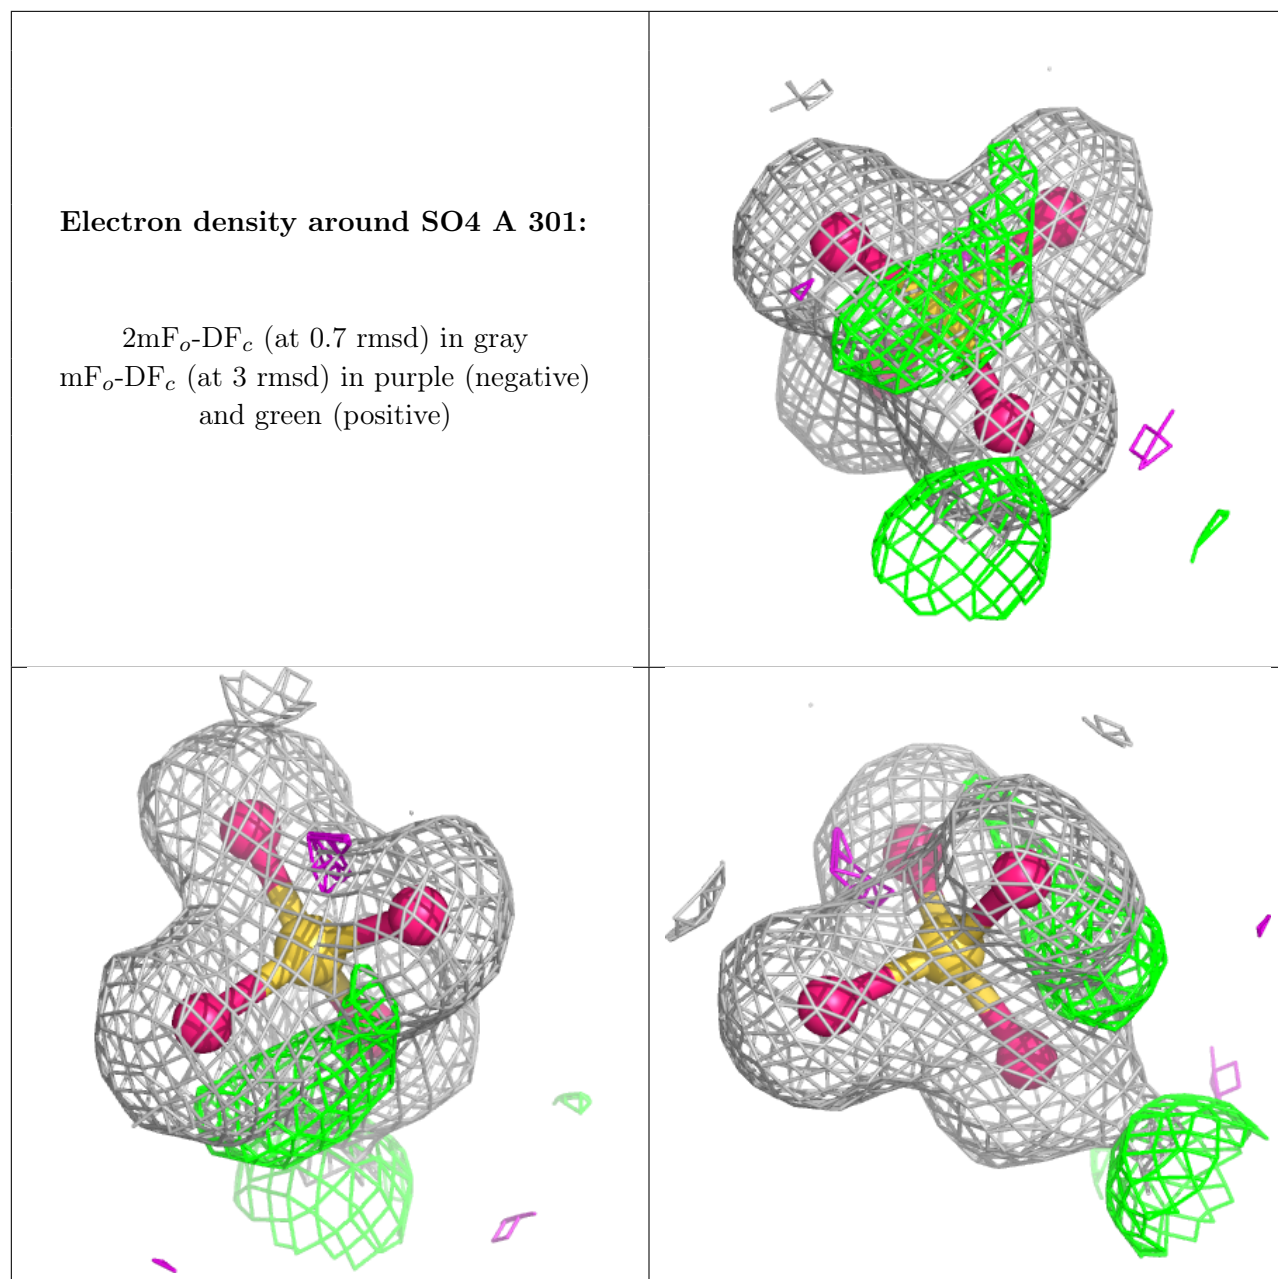 Electron density around SO4 A 301:
2mFo-DFc (at 0.7 rmsd) in gray
mFo-DFc (at 3 rmsd) in purple (negative)
and green (positive)